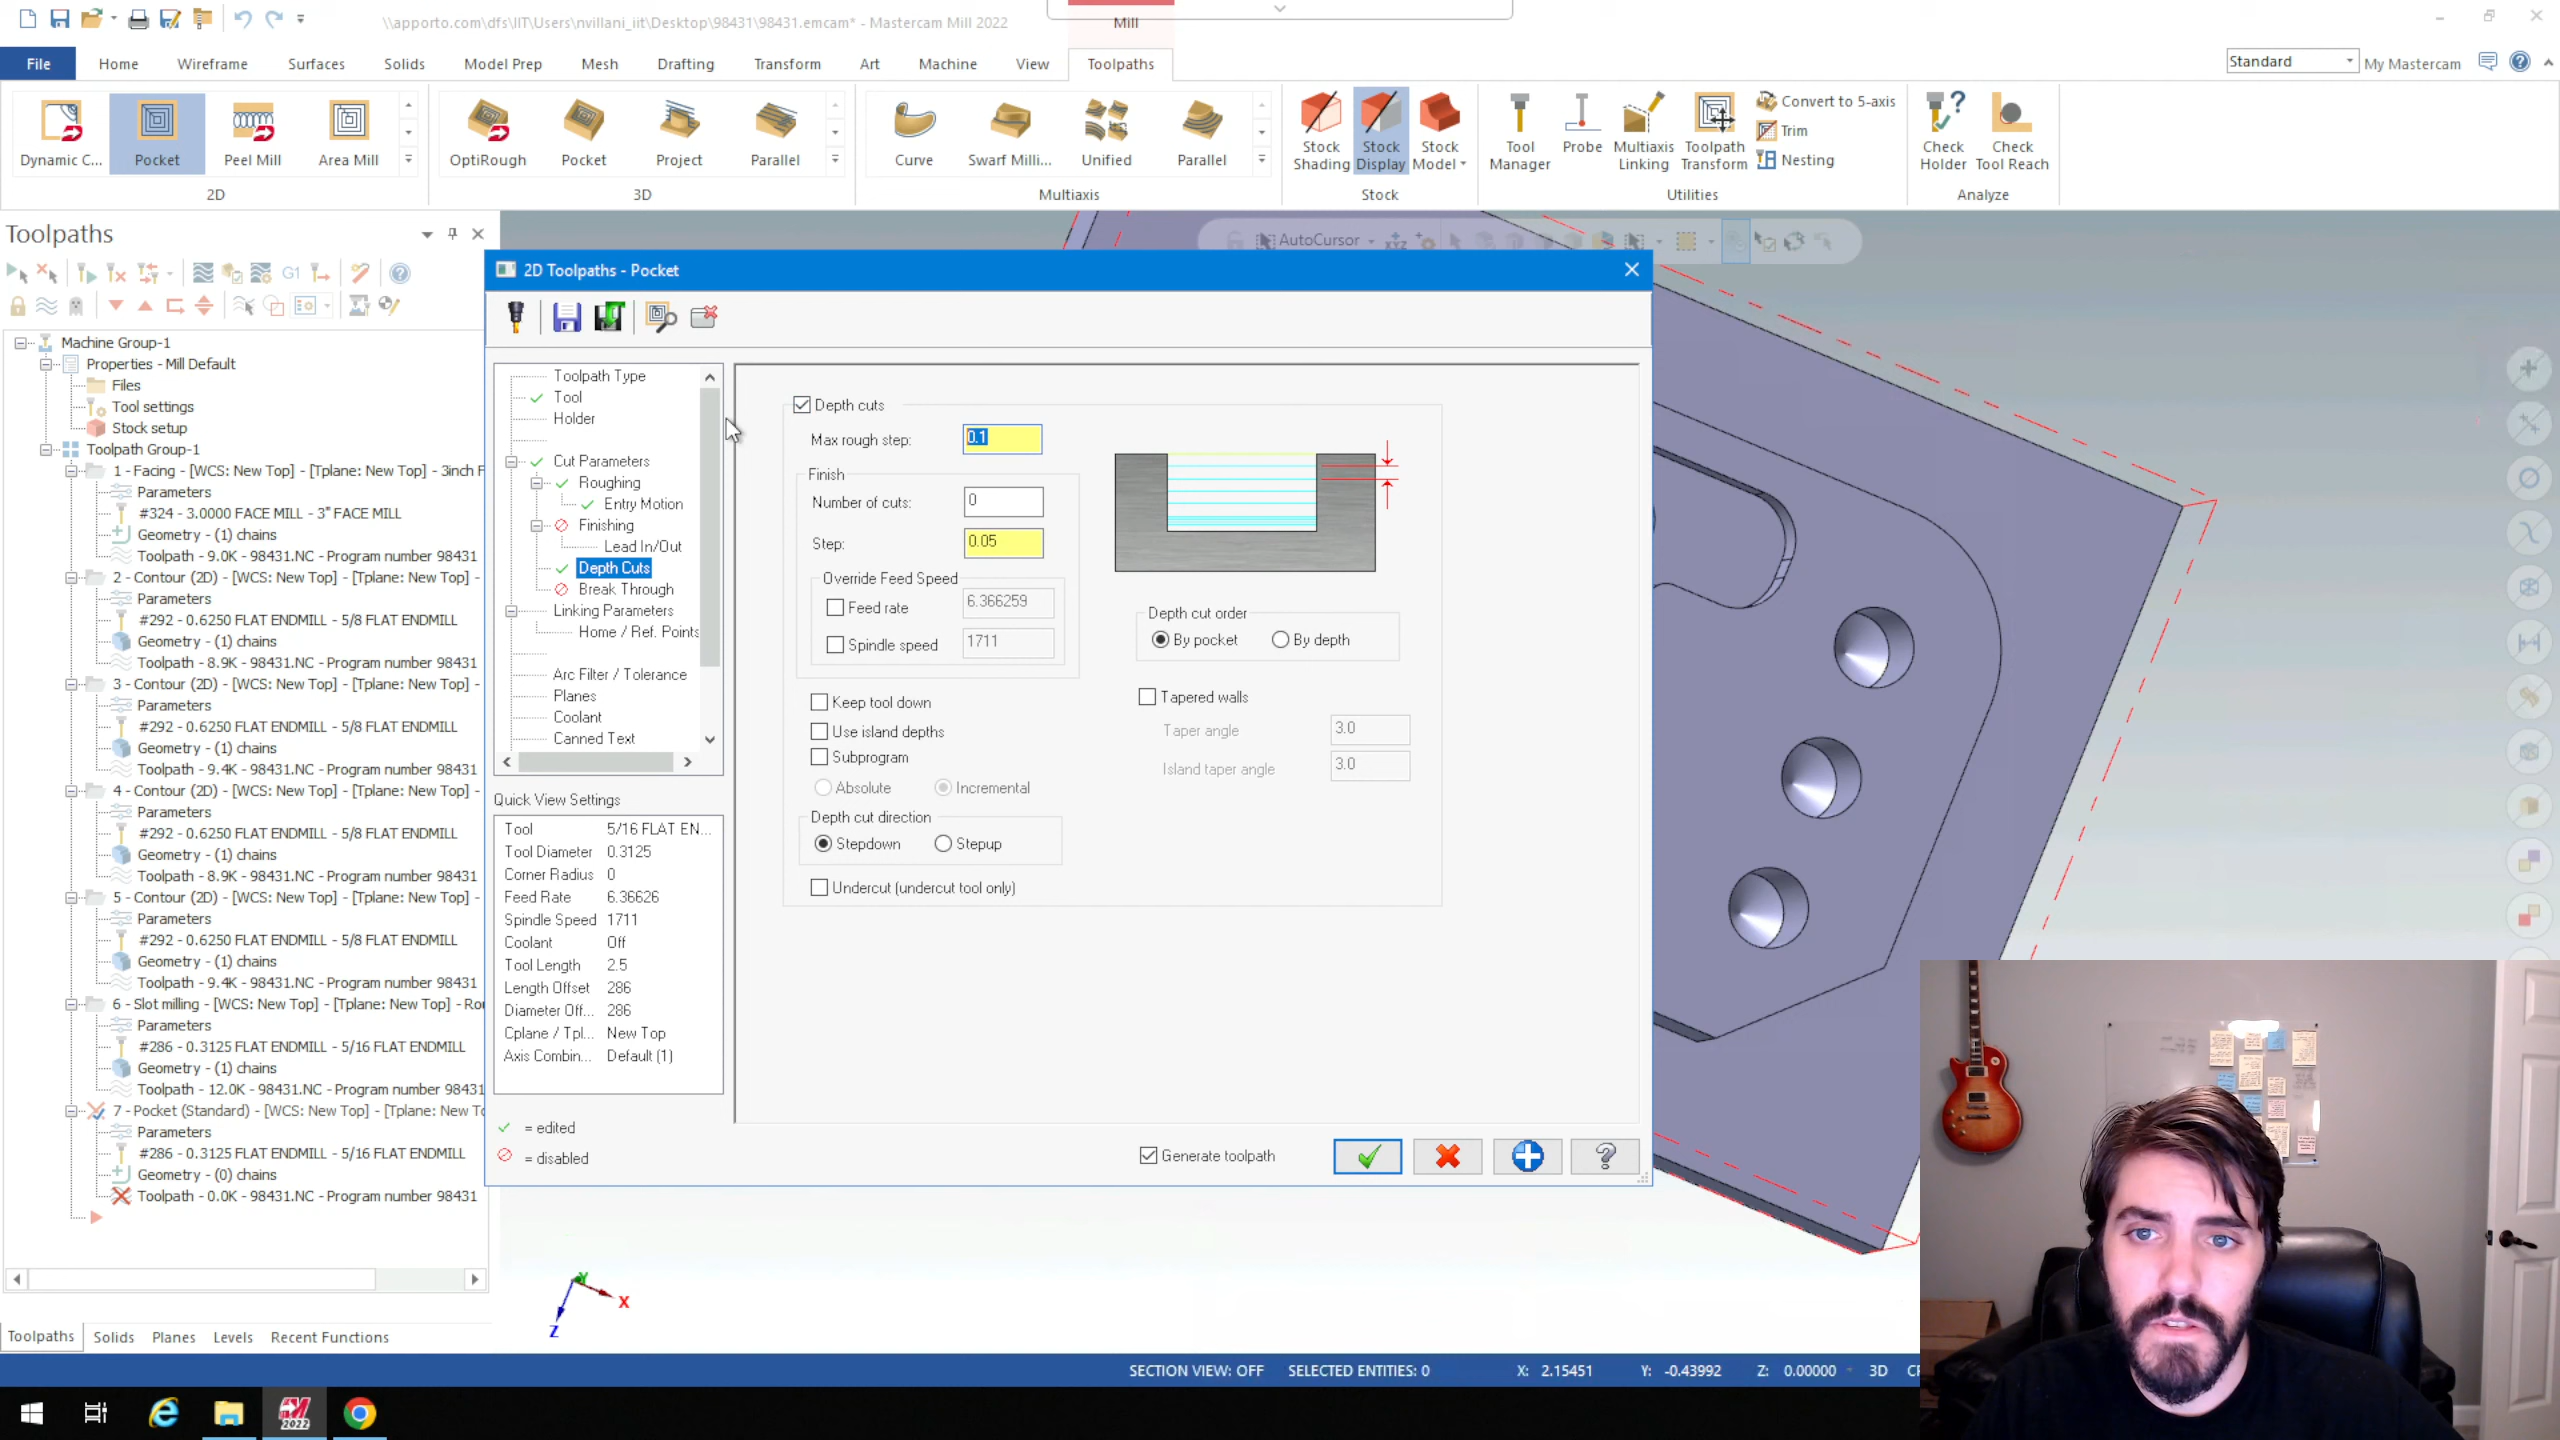 \\apporto.com\dfs\IIT\Users\nvillani_iit\Desktop\98431\98431.emcam* - Mastercam Mill 2022
Mill
File Home Wireframe Surfaces Solids Model Prep Mesh Drafting Transform Art Machine View Toolpaths
Standard My Mastercam
Dynamic C... Pocket Peel Mill Area Mill
2D
OptiRough Pocket Project Parallel
3D
Curve Swarf Milli... Unified Parallel
Multiaxis
Stock Shading
Stock Display
Stock Model
Stock
Tool Manager
Probe
Multiaxis Linking
Toolpath Transform
Convert to 5-axis
Trim
Nesting
Utilities
Check Holder
Check Tool Reach
Analyze
Toolpaths
AutoCursor
G1
Machine Group-1
Properties - Mill Default
Files
Tool settings
Stock setup
Toolpath Group-1
1 - Facing - [WCS: New Top] - [Tplane: New Top] - 3inch F
Parameters
#324 - 3.0000 FACE MILL - 3" FACE MILL
Geometry - (1) chains
Toolpath - 9.0K - 98431.NC - Program number 98431
2 - Contour (2D) - [WCS: New Top] - [Tplane: New Top] -
Parameters
#292 - 0.6250 FLAT ENDMILL - 5/8 FLAT ENDMILL
Geometry - (1) chains
Toolpath - 8.9K - 98431.NC - Program number 98431
3 - Contour (2D) - [WCS: New Top] - [Tplane: New Top] -
Parameters
#292 - 0.6250 FLAT ENDMILL - 5/8 FLAT ENDMILL
Geometry - (1) chains
Toolpath - 9.4K - 98431.NC - Program number 98431
4 - Contour (2D) - [WCS: New Top] - [Tplane: New Top] -
Parameters
#292 - 0.6250 FLAT ENDMILL - 5/8 FLAT ENDMILL
Geometry - (1) chains
Toolpath - 8.9K - 98431.NC - Program number 98431
5 - Contour (2D) - [WCS: New Top] - [Tplane: New Top] -
Parameters
#292 - 0.6250 FLAT ENDMILL - 5/8 FLAT ENDMILL
Geometry - (1) chains
Toolpath - 9.4K - 98431.NC - Program number 98431
6 - Slot milling - [WCS: New Top] - [Tplane: New Top] - Ro
Parameters
#286 - 0.3125 FLAT ENDMILL - 5/16 FLAT ENDMILL
Geometry - (1) chains
Toolpath - 12.0K - 98431.NC - Program number 98431
7 - Pocket (Standard) - [WCS: New Top] - [Tplane: New To
Parameters
#286 - 0.3125 FLAT ENDMILL - 5/16 FLAT ENDMILL
Geometry - (0) chains
Toolpath - 0.0K - 98431.NC - Program number 98431
Toolpaths Solids Planes Levels Recent Functions
2D Toolpaths - Pocket
Toolpath Type
Tool
Holder
Cut Parameters
Roughing
Entry Motion
Finishing
Lead In/Out
Depth Cuts
Break Through
Linking Parameters
Home / Ref. Points
Arc Filter / Tolerance
Planes
Coolant
Canned Text
Quick View Settings
Tool 5/16 FLAT EN...
Tool Diameter 0.3125
Corner Radius 0
Feed Rate 6.36626
Spindle Speed 1711
Coolant Off
Tool Length 2.5
Length Offset 286
Diameter Off... 286
Cplane / Tpl... New Top
Axis Combin... Default (1)
= edited
= disabled
Depth cuts
Max rough step: 0.1
Finish
Number of cuts: 0
Step: 0.05
Override Feed Speed
Feed rate 6.366259
Spindle speed 1711
Keep tool down
Use island depths
Subprogram
Absolute Incremental
Depth cut direction
Stepdown Stepup
Undercut (undercut tool only)
Depth cut order
By pocket By depth
Tapered walls
Taper angle 3.0
Island taper angle 3.0
Generate toolpath
X
Y
Z
SECTION VIEW: OFF SELECTED ENTITIES: 0 X: 2.15451 Y: -0.43992 Z: 0.00000 3D
2022